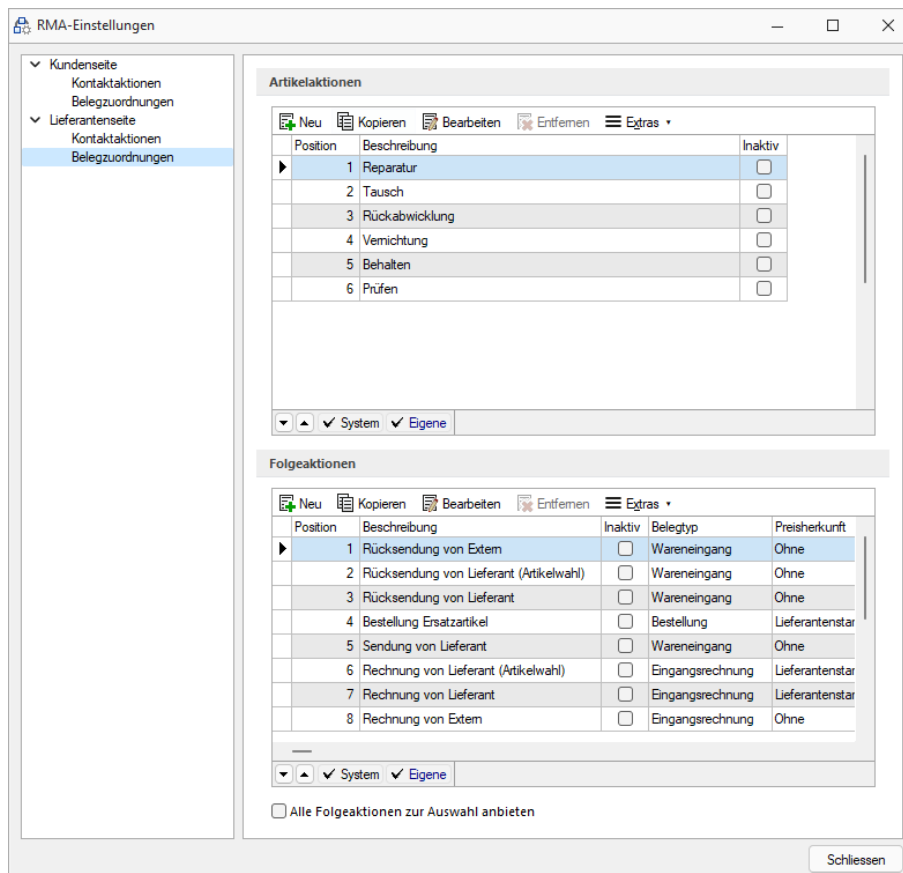 RMA-Einstellungen
Kundenseite
Kontaktaktionen
Belegzuordnungen
Lieferantenseite
Kontaktaktionen
Belegzuordnungen
Artikelaktionen
Neu Kopieren Bearbeiten Entfernen Extras
Position Beschreibung Inaktiv
1 Reparatur
2 Tausch
3 Rückabwicklung
4 Vernichtung
5 Behalten
6 Prüfen
System Eigene
Folgeaktionen
Neu Kopieren Bearbeiten Entfernen Extras
Position Beschreibung Inaktiv Belegtyp Preisherkunft
1 Rücksendung von Extern Wareneingang Ohne
2 Rücksendung von Lieferant (Artikelwahl) Wareneingang Ohne
3 Rücksendung von Lieferant Wareneingang Ohne
4 Bestellung Ersatzartikel Bestellung Lieferantenstar
5 Sendung von Lieferant Wareneingang Ohne
6 Rechnung von Lieferant (Artikelwahl) Eingangsrechnung Lieferantenstar
7 Rechnung von Lieferant Eingangsrechnung Lieferantenstar
8 Rechnung von Extern Eingangsrechnung Ohne
System Eigene
Alle Folgeaktionen zur Auswahl anbieten
Schliessen